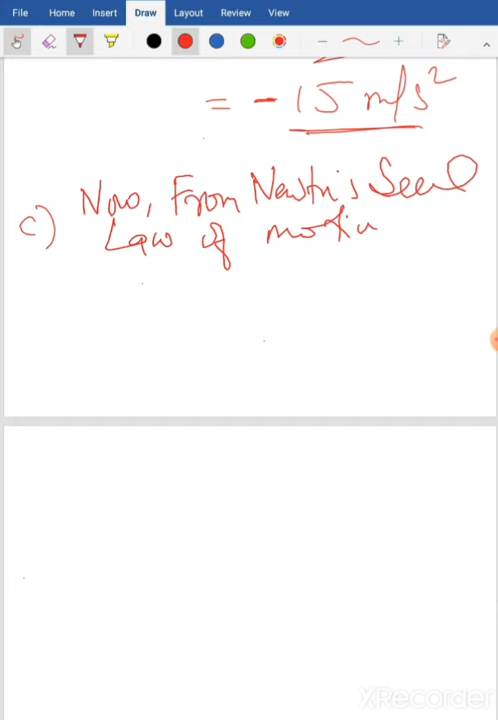 File Home Insert Draw Layout Review View
= - 15 m/s²
c) Now, From Newton's Second
Law of motion
XRecorder